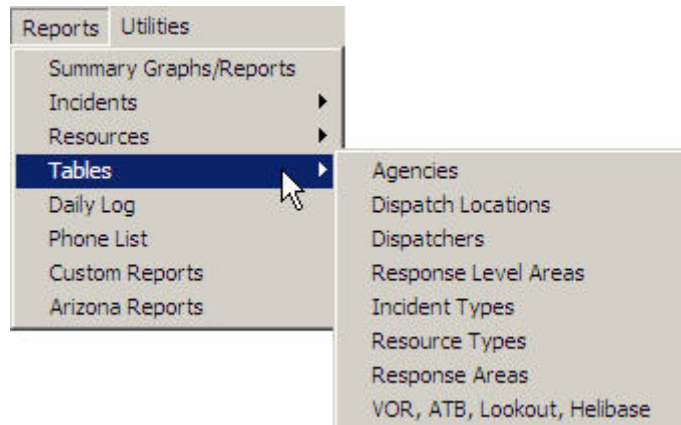 Reports Utilities
Summary Graphs/Reports
Incidents
Resources
Tables
Daily Log
Phone List
Custom Reports
Arizona Reports
Agencies
Dispatch Locations
Dispatchers
Response Level Areas
Incident Types
Resource Types
Response Areas
VOR, ATB, Lookout, Helibase